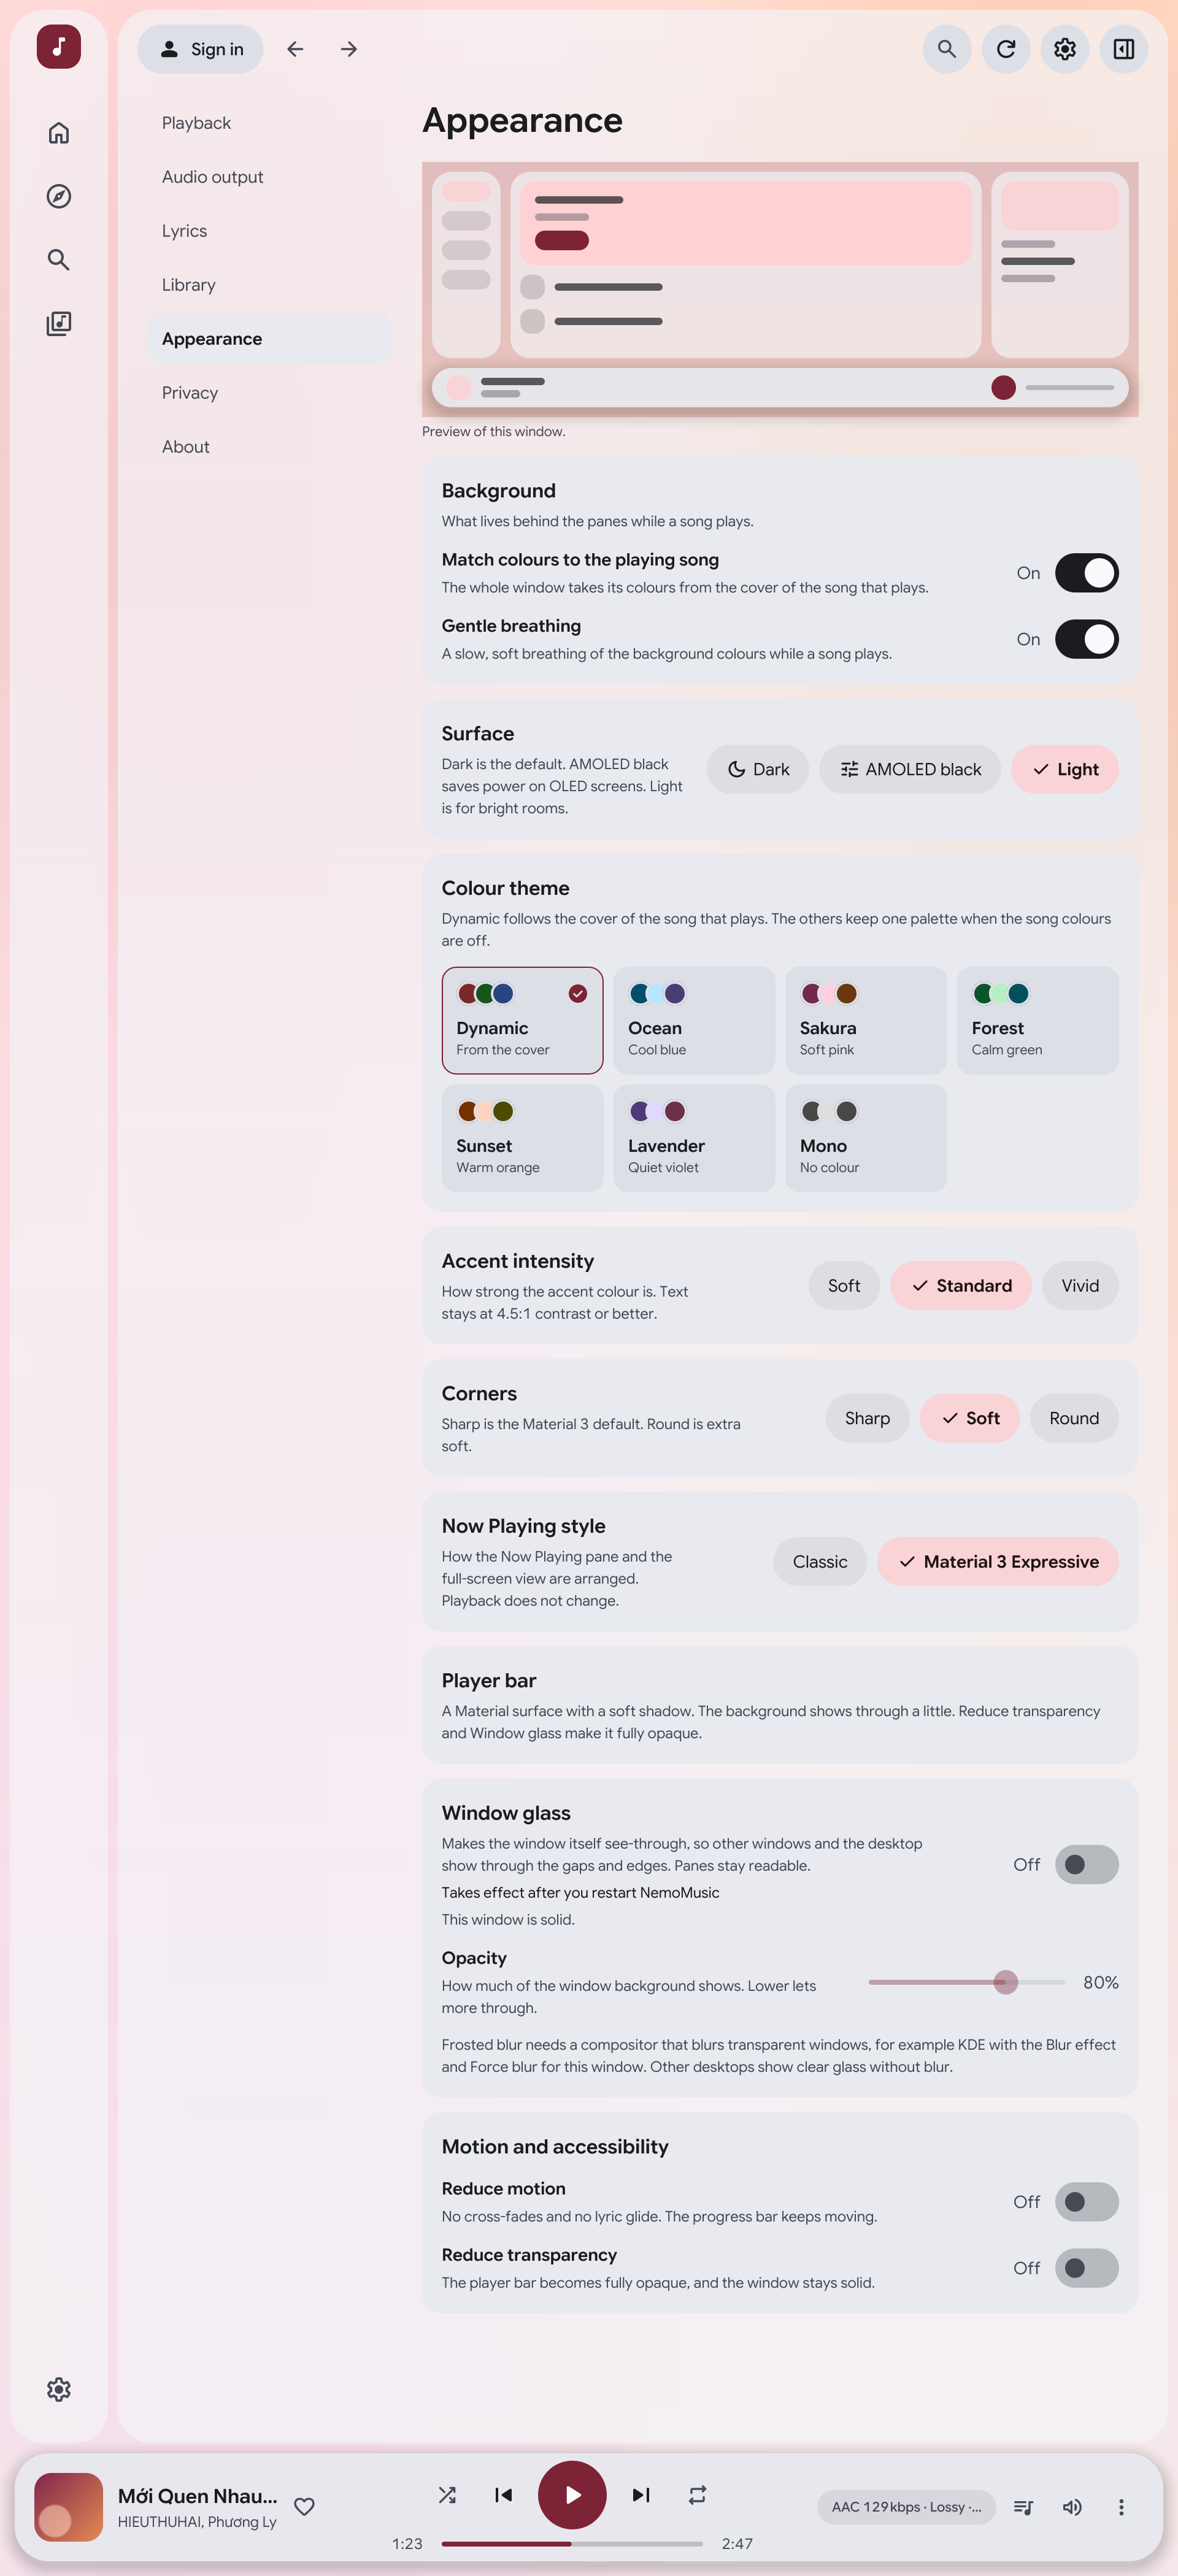 Sign in
Playback
Audio output
Lyrics
Library
Appearance
Privacy
About
Appearance
Preview of this window.
Background
What lives behind the panes while a song plays.
Match colours to the playing song
The whole window takes its colours from the cover of the song that plays.
On
Gentle breathing
A slow, soft breathing of the background colours while a song plays.
On
Surface
Dark is the default. AMOLED black
saves power on OLED screens. Light
is for bright rooms.
Dark
AMOLED black
Light
Colour theme
Dynamic follows the cover of the song that plays. The others keep one palette when the song colours
are off.
Dynamic
From the cover
Ocean
Cool blue
Sakura
Soft pink
Forest
Calm green
Sunset
Warm orange
Lavender
Quiet violet
Mono
No colour
Accent intensity
How strong the accent colour is. Text
stays at 4.5:1 contrast or better.
Soft
Standard
Vivid
Corners
Sharp is the Material 3 default. Round is extra
soft.
Sharp
Soft
Round
Now Playing style
How the Now Playing pane and the
full-screen view are arranged.
Playback does not change.
Classic
Material 3 Expressive
Player bar
A Material surface with a soft shadow. The background shows through a little. Reduce transparency
and Window glass make it fully opaque.
Window glass
Makes the window itself see-through, so other windows and the desktop
show through the gaps and edges. Panes stay readable.
Takes effect after you restart NemoMusic
This window is solid.
Off
Opacity
How much of the window background shows. Lower lets
more through.
80%
Frosted blur needs a compositor that blurs transparent windows, for example KDE with the Blur effect
and Force blur for this window. Other desktops show clear glass without blur.
Motion and accessibility
Reduce motion
No cross-fades and no lyric glide. The progress bar keeps moving.
Off
Reduce transparency
The player bar becomes fully opaque, and the window stays solid.
Off
Mới Quen Nhau...
HIEUTHUHAI, Phương Ly
1:23
2:47
AAC 129 kbps · Lossy ·...